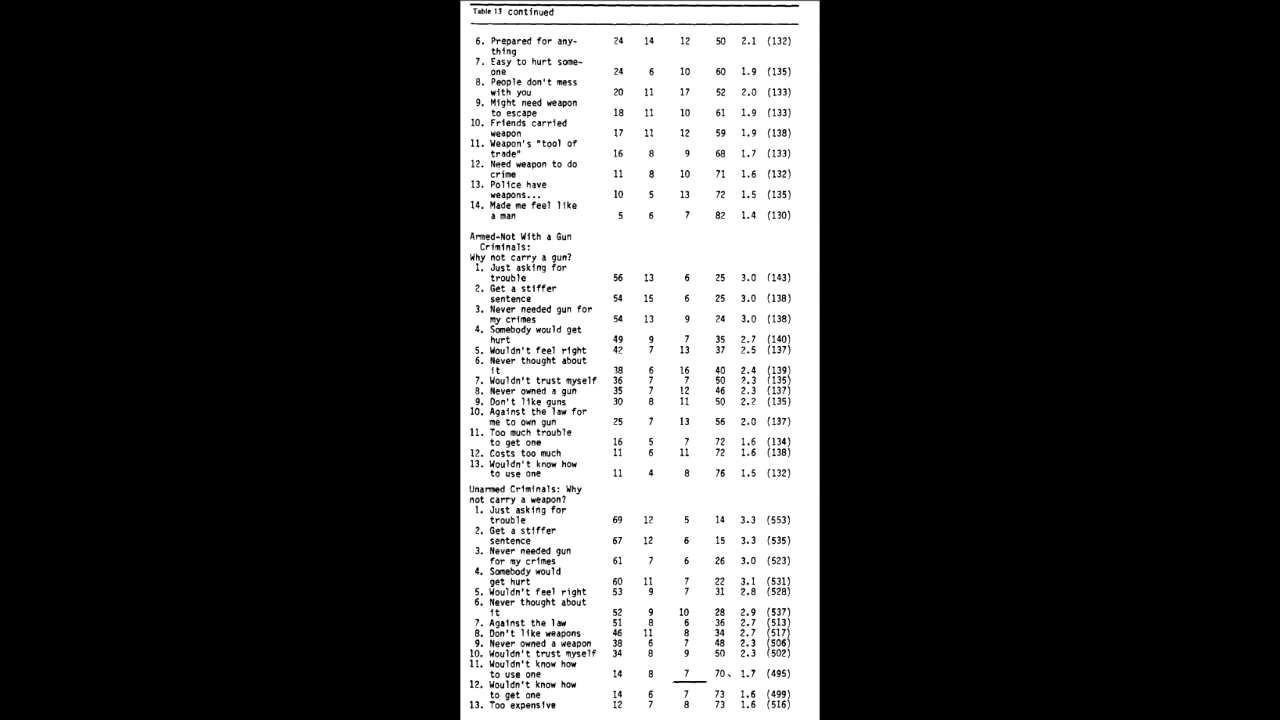 Table 13 continued
6. Prepared for any-
thing 24 14 12 50 2.1 (132)
7. Easy to hurt some-
one 24 6 10 60 1.9 (135)
8. People don't mess
with you 20 11 17 52 2.0 (133)
9. Might need weapon
to escape 18 11 10 61 1.9 (133)
10. Friends carried
weapon 17 11 12 59 1.9 (138)
11. Weapon's "tool of
trade" 16 8 9 68 1.7 (133)
12. Need weapon to do
crime 11 8 10 71 1.6 (132)
13. Police have
weapons... 10 5 13 72 1.5 (135)
14. Made me feel like
a man 5 6 7 82 1.4 (130)
Armed-Not With a Gun
Criminals:
Why not carry a gun?
1. Just asking for
trouble 56 13 6 25 3.0 (143)
2. Get a stiffer
sentence 54 15 6 25 3.0 (138)
3. Never needed gun for
my crimes 54 13 9 24 3.0 (138)
4. Somebody would get
hurt 49 9 7 35 2.7 (140)
5. Wouldn't feel right 42 7 13 37 2.5 (137)
6. Never thought about
it 38 6 16 40 2.4 (139)
7. Wouldn't trust myself 36 7 7 50 2.3 (135)
8. Never owned a gun 35 7 12 46 2.3 (137)
9. Don't like guns 30 8 11 50 2.2 (135)
10. Against the law for
me to own gun 25 7 13 56 2.0 (137)
11. Too much trouble
to get one 16 5 7 72 1.6 (134)
12. Costs too much 11 6 11 72 1.6 (138)
13. Wouldn't know how
to use one 11 4 8 76 1.5 (132)
Unarmed Criminals: Why
not carry a weapon?
1. Just asking for
trouble 69 12 5 14 3.3 (553)
2. Get a stiffer
sentence 67 12 6 15 3.3 (535)
3. Never needed gun
for my crimes 61 7 6 26 3.0 (523)
4. Somebody would
get hurt 60 11 7 22 3.1 (531)
5. Wouldn't feel right 53 9 7 31 2.8 (528)
6. Never thought about
it 52 9 10 28 2.9 (537)
7. Against the law 51 8 6 36 2.7 (513)
8. Don't like weapons 46 11 8 34 2.7 (517)
9. Never owned a weapon 38 6 7 48 2.3 (506)
10. Wouldn't trust myself 34 8 9 50 2.3 (502)
11. Wouldn't know how
to use one 14 8 7 70 1.7 (495)
12. Wouldn't know how
to get one 14 6 7 73 1.6 (499)
13. Too expensive 12 7 8 73 1.6 (516)